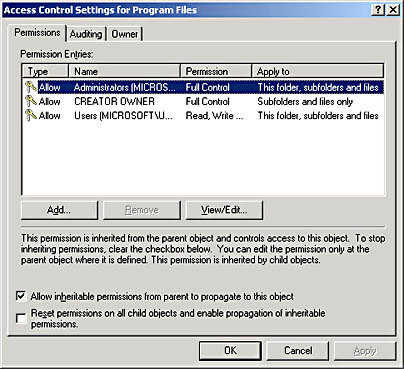 Access Control Settings for Program Files
Permissions Auditing Owner
Permission Entries:
Type Name Permission Apply to
Allow Administrators (MICROS... Full Control This folder, subfolders and files
Allow CREATOR OWNER Full Control Subfolders and files only
Allow Users (MICROSOFT\U... Read, Write ... This folder, subfolders and files
Add... Remove View/Edit...
This permission is inherited from the parent object and controls access to this object. To stop
inheriting permissions, clear the checkbox below. You can edit the permission only at the
parent object where it is defined. This permission is inherited by child objects.
Allow inheritable permissions from parent to propagate to this object
Reset permissions on all child objects and enable propagation of inheritable
permissions.
OK Cancel Apply